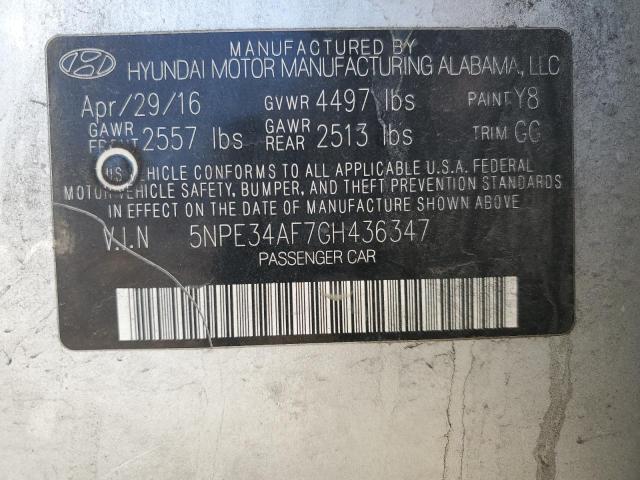 MANUFACTURED BY
HYUNDAI MOTOR MANUFACTURING ALABAMA, LLC
Apr/29/16 GVWR 4497 lbs PAINT Y8
GAWR FRENT 2557 lbs GAWR REAR 2513 lbs TRIM GG
VEHICLE CONFORMS TO ALL APPLICABLE U.S.A. FEDERAL
MOTOR VEHICLE SAFETY, BUMPER, AND THEFT PREVENTION STANDARDS
IN EFFECT ON THE DATE OF MANUFACTURE SHOWN ABOVE.
V.I.N 5NPE34AF7GH436347
PASSENGER CAR